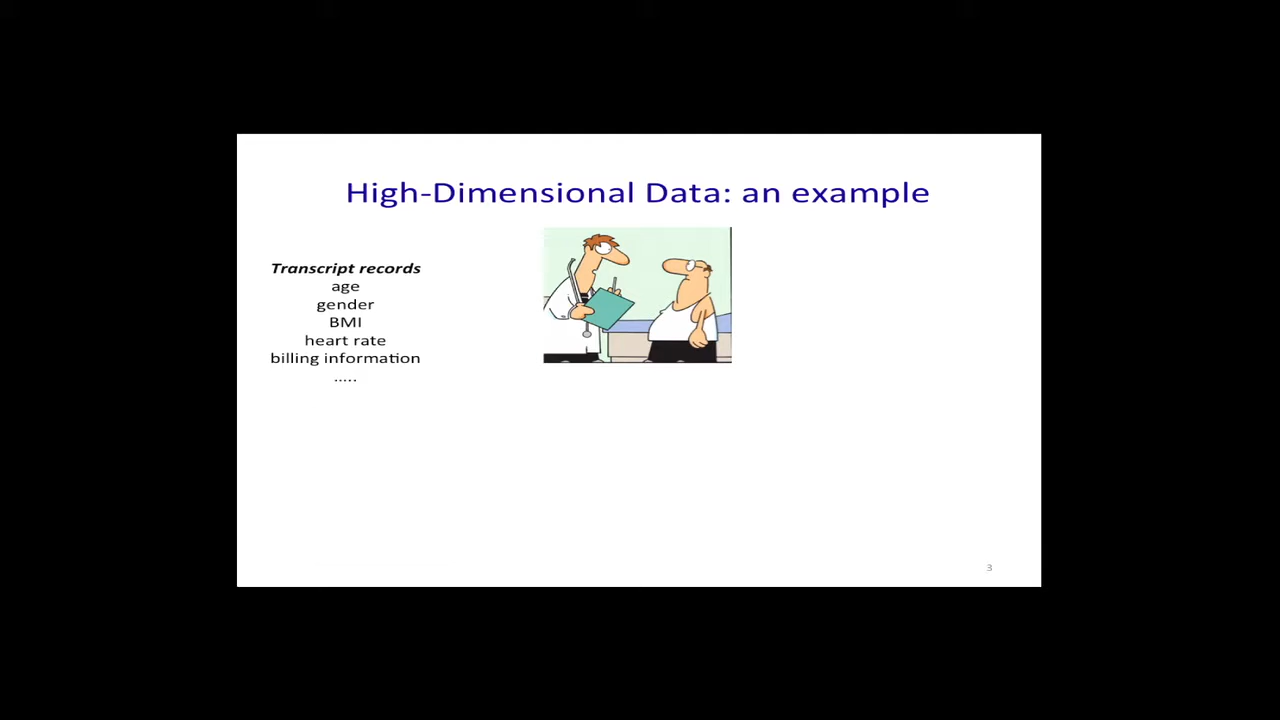 High-Dimensional Data: an example
Transcript records
age
gender
BMI
heart rate
billing information
.....
3